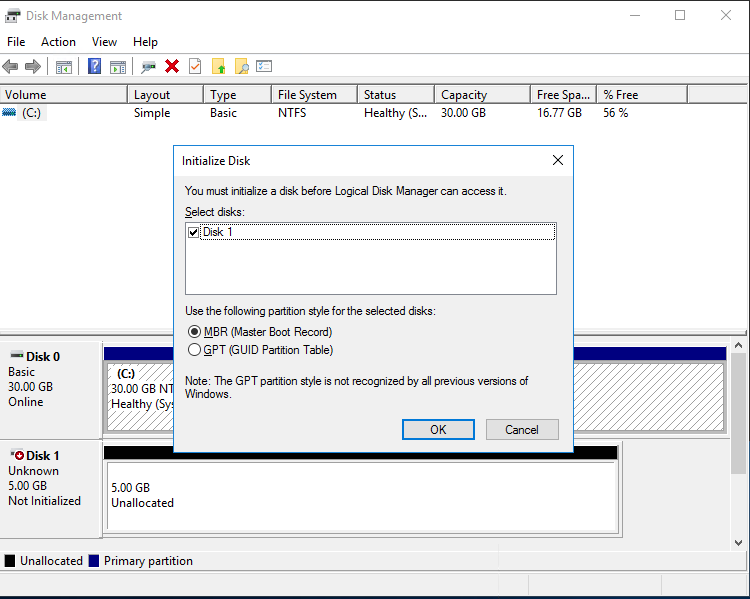 Disk Management
File Action View Help
Volume Layout Type File System Status Capacity Free Spa... % Free
(C:) Simple Basic NTFS Healthy (S... 30.00 GB 16.77 GB 56 %
Initialize Disk
You must initialize a disk before Logical Disk Manager can access it.
Select disks:
Disk 1
Use the following partition style for the selected disks:
MBR (Master Boot Record)
GPT (GUID Partition Table)
Note: The GPT partition style is not recognized by all previous versions of
Windows.
OK Cancel
Disk 0
Basic
30.00 GB
Online
(C:)
30.00 GB NT
Healthy (Sys
Disk 1
Unknown
5.00 GB
Not Initialized
5.00 GB
Unallocated
Unallocated Primary partition